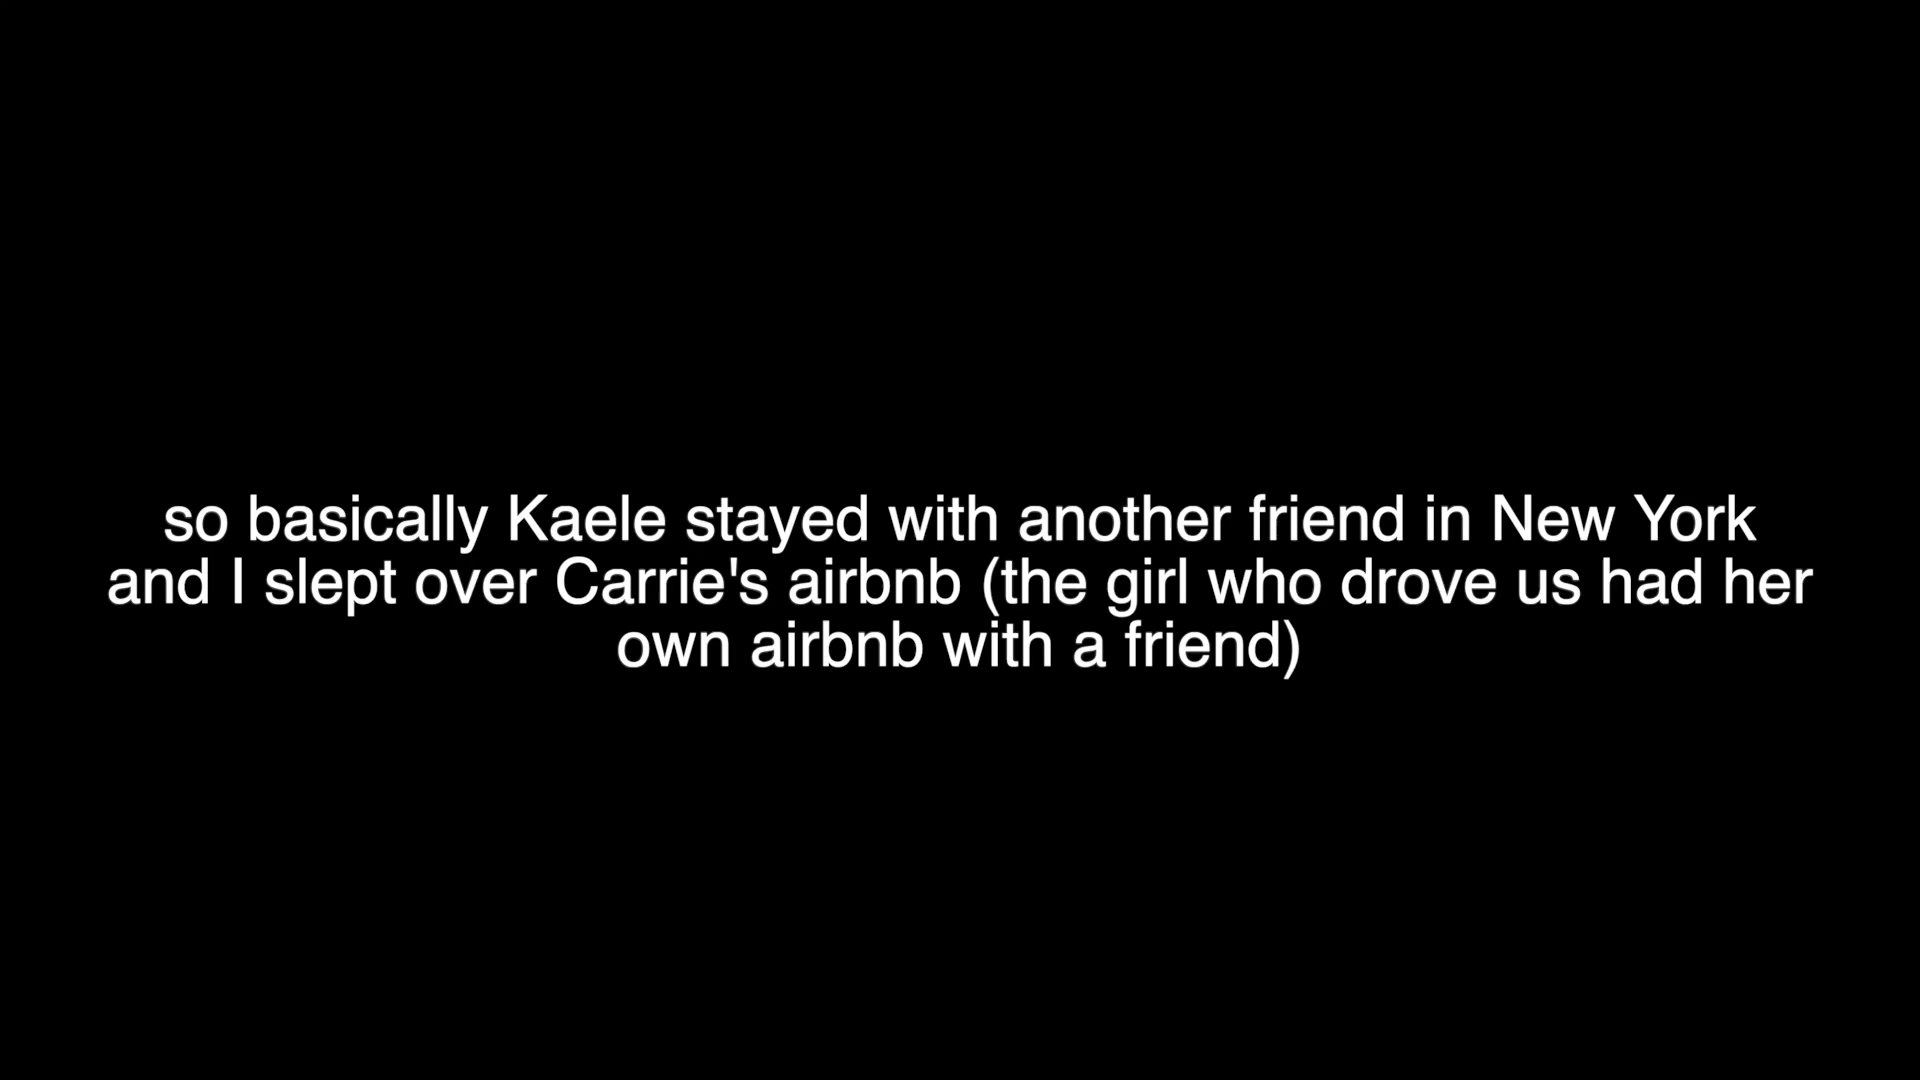 so basically Kaele stayed with another friend in New York
and I slept over Carrie's airbnb (the girl who drove us had her
own airbnb with a friend)